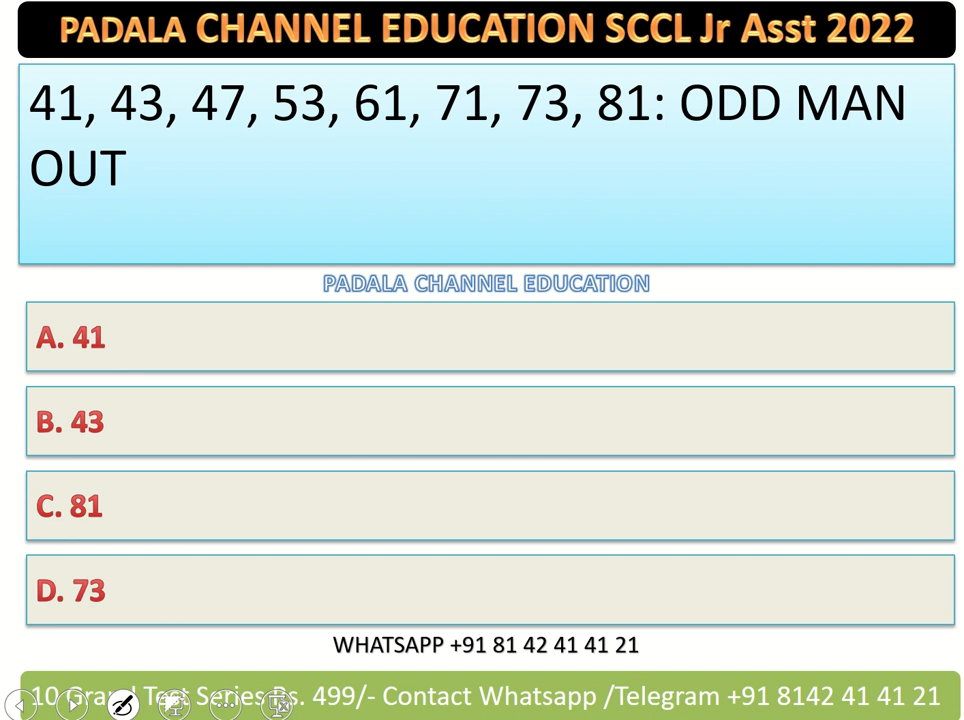 PADALA CHANNEL EDUCATION SCCL Jr Asst 2022
41, 43, 47, 53, 61, 71, 73, 81: ODD MAN
OUT
PADALA CHANNEL EDUCATION
A. 41
B. 43
C. 81
D. 73
WHATSAPP +91 81 42 41 41 21
10 Grand Test Series Rs. 499/- Contact Whatsapp /Telegram +91 8142 41 41 21